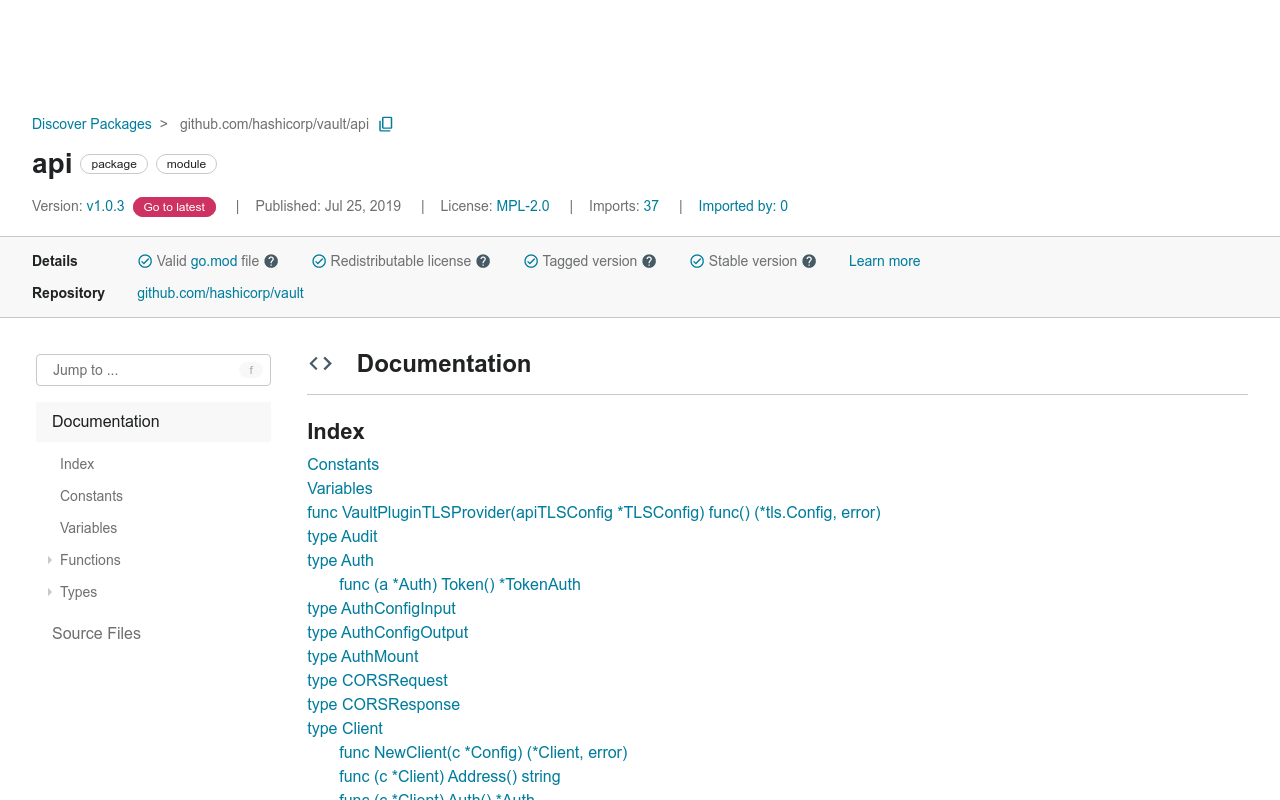 Discover Packages > github.com/hashicorp/vault/api
api package module
Version: v1.0.3 Go to latest | Published: Jul 25, 2019 | License: MPL-2.0 | Imports: 37 | Imported by: 0
Details Valid go.mod file ? Redistributable license ? Tagged version ? Stable version ? Learn more
Repository github.com/hashicorp/vault
Jump to ... f
Documentation
Index
Constants
Variables
Functions
Types
Source Files
<> Documentation
Index
Constants
Variables
func VaultPluginTLSProvider(apiTLSConfig *TLSConfig) func() (*tls.Config, error)
type Audit
type Auth
func (a *Auth) Token() *TokenAuth
type AuthConfigInput
type AuthConfigOutput
type AuthMount
type CORSRequest
type CORSResponse
type Client
func NewClient(c *Config) (*Client, error)
func (c *Client) Address() string
func (c *Client) Auth() *Auth